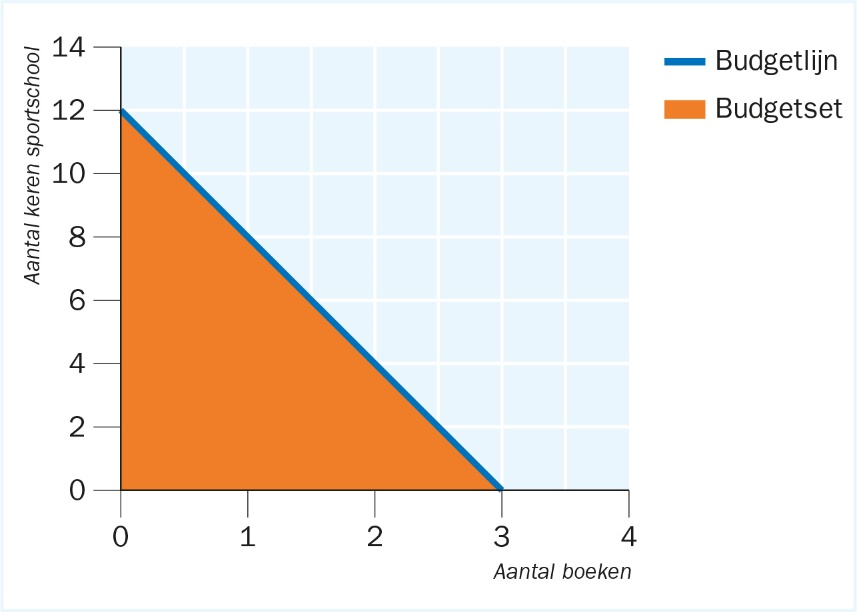 Aantal keren sportschool
14
12
10
8
6
4
2
0
0 1 2 3 4
Aantal boeken
Budgetlijn
Budgetset